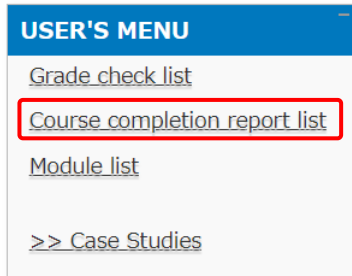 USER'S MENU
Grade check list
Course completion report list
Module list
>> Case Studies